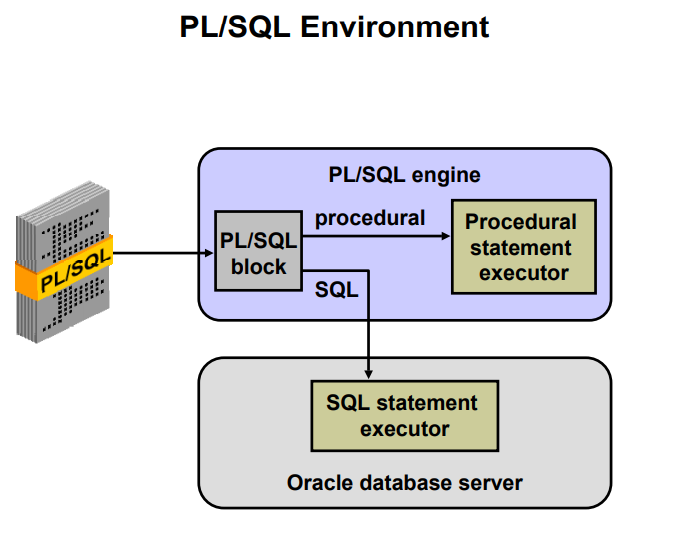 PL/SQL Environment
PL/SQL engine
PL/SQL
PL/SQL
block
procedural
SQL
Procedural
statement
executor
SQL statement
executor
Oracle database server